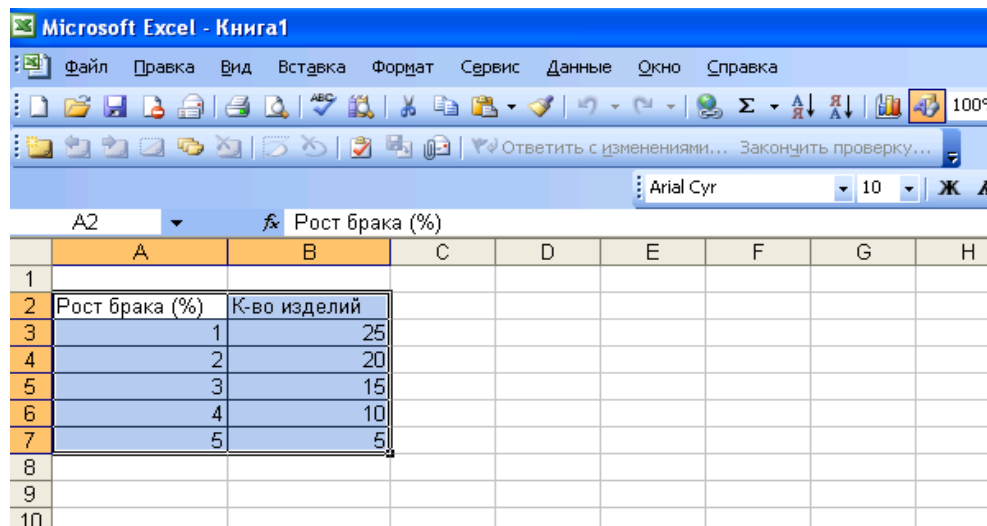 Microsoft Excel - Книга1
Файл Правка Вид Вставка Формат Сервис Данные Окно Справка
ABC Σ А Я Я А 100%
Ответить с изменениями... Закончить проверку...
Arial Cyr 10 Ж
A2 fx Рост брака (%)
A B C D E F G H
1
2 Рост брака (%) К-во изделий
3 1 25
4 2 20
5 3 15
6 4 10
7 5 5
8
9
10